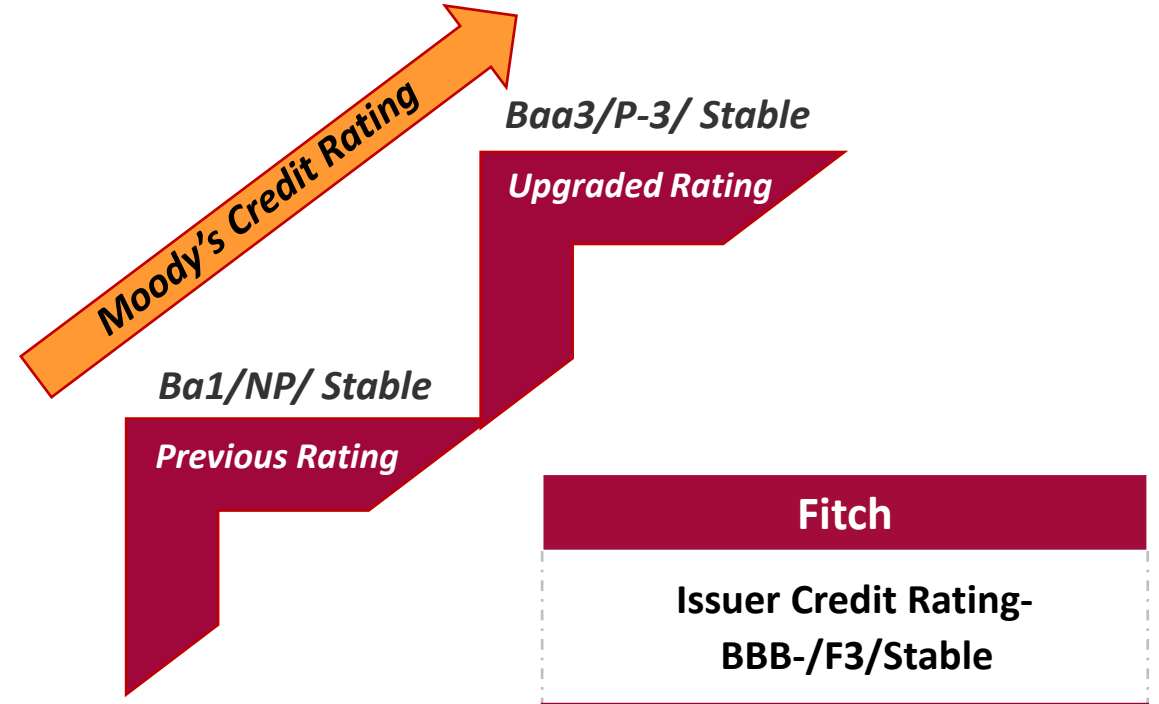 Moody’s Credit Rating
Baa3/P-3/ Stable
Upgraded Rating
Ba1/NP/ Stable
Previous Rating
Fitch
Issuer Credit Rating-
BBB-/F3/Stable